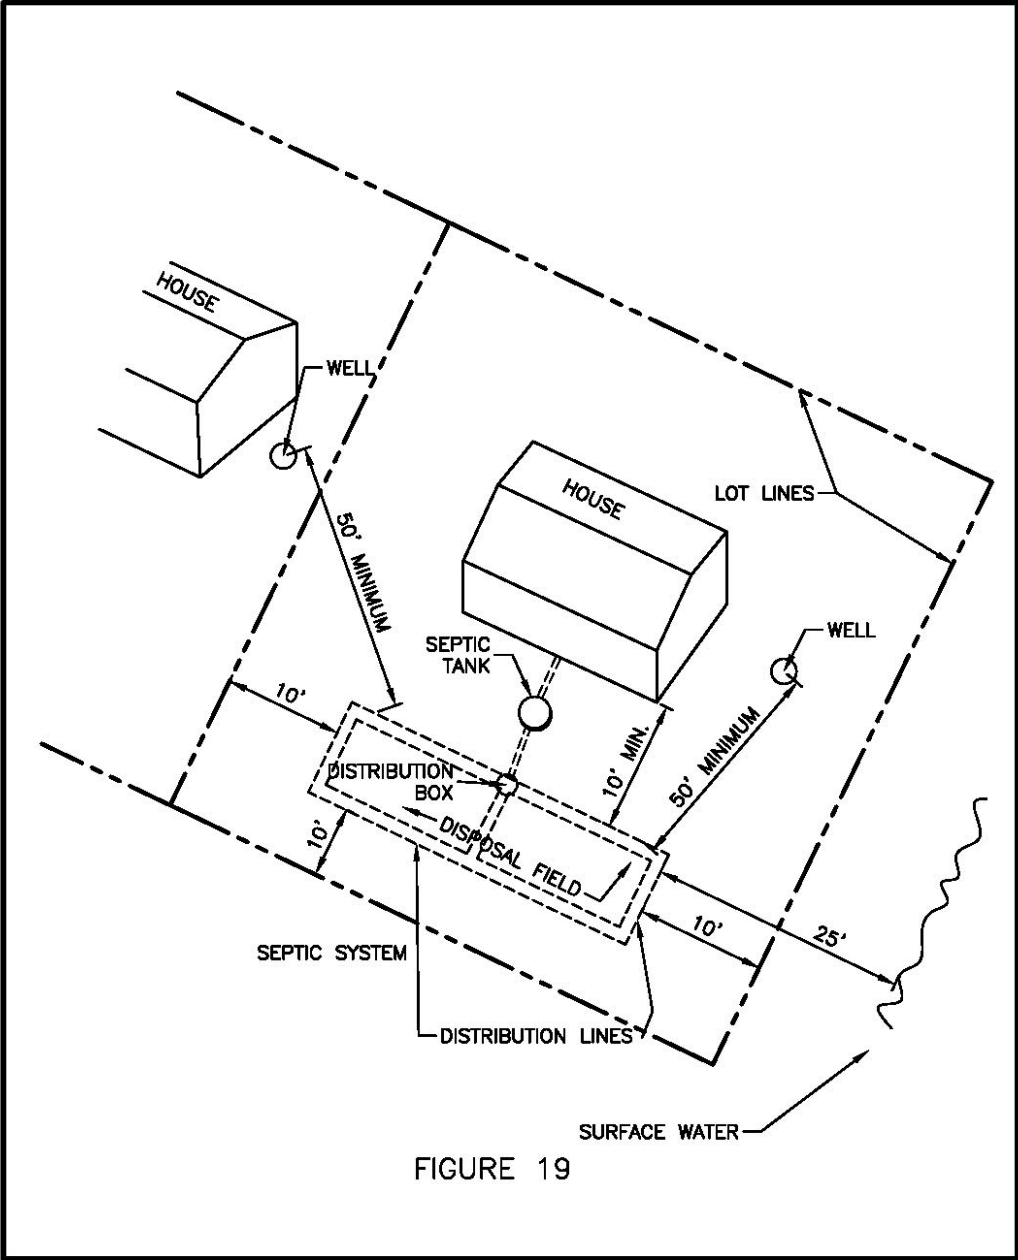 HOUSE
WELL
LOT LINES
HOUSE
50' MINIMUM
WELL
SEPTIC
TANK
10'
10' MIN.
50' MINIMUM
DISTRIBUTION
BOX
10'
DISPOSAL FIELD
10'
25'
SEPTIC SYSTEM
DISTRIBUTION LINES
SURFACE WATER
FIGURE 19